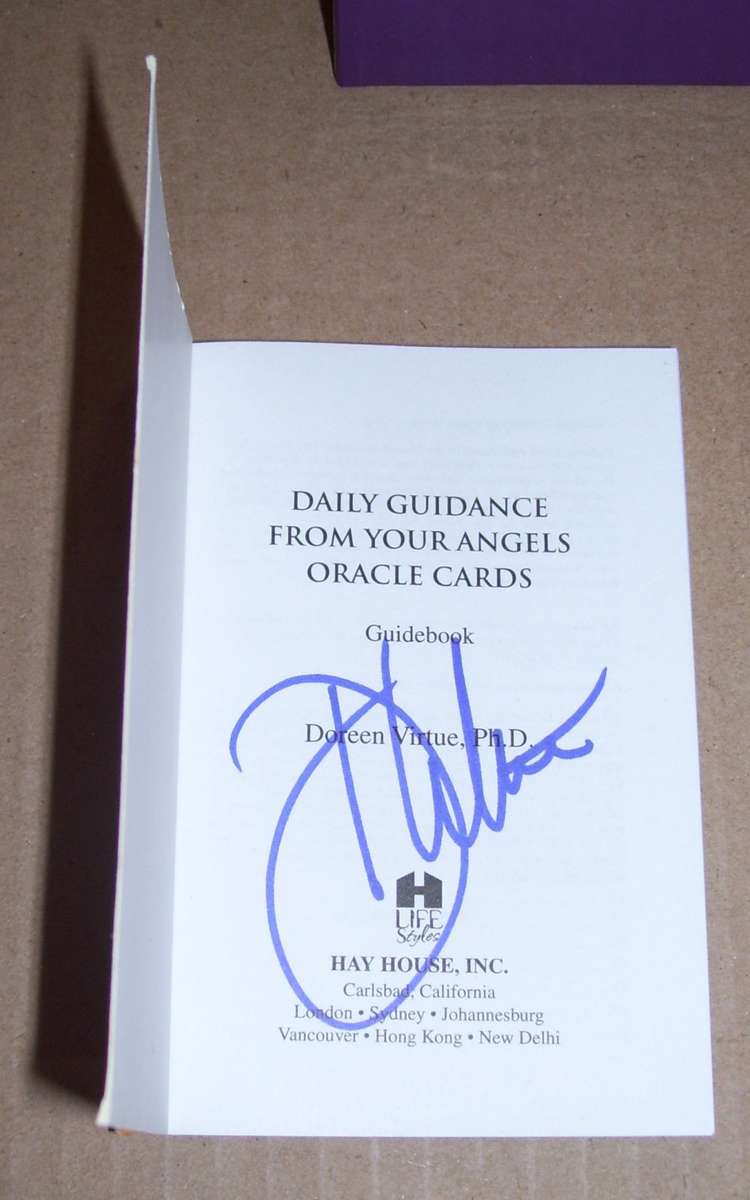 DAILY GUIDANCE
FROM YOUR ANGELS
ORACLE CARDS
Guidebook
Doreen Virtue, Ph.D.
H
LIFE
Styles
HAY HOUSE, INC.
Carlsbad, California
London • Sydney • Johannesburg
Vancouver • Hong Kong • New Delhi